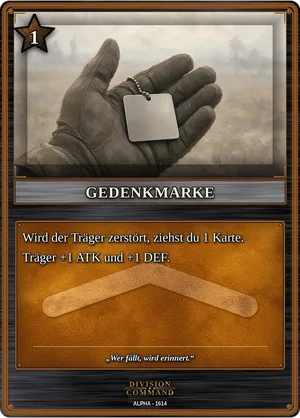 1
GEDENKMARKE
Wird der Träger zerstört, ziehst du 1 Karte.
Träger +1 ATK und +1 DEF.
„Wer fällt, wird erinnert.“
DIVISION
COMMAND
ALPHA - 1614